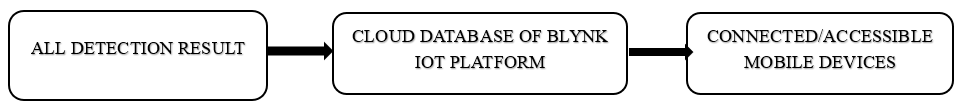 ALL DETECTION RESULT
CLOUD DATABASE OF BLYNK
IOT PLATFORM
CONNECTED/ACCESSIBLE
MOBILE DEVICES